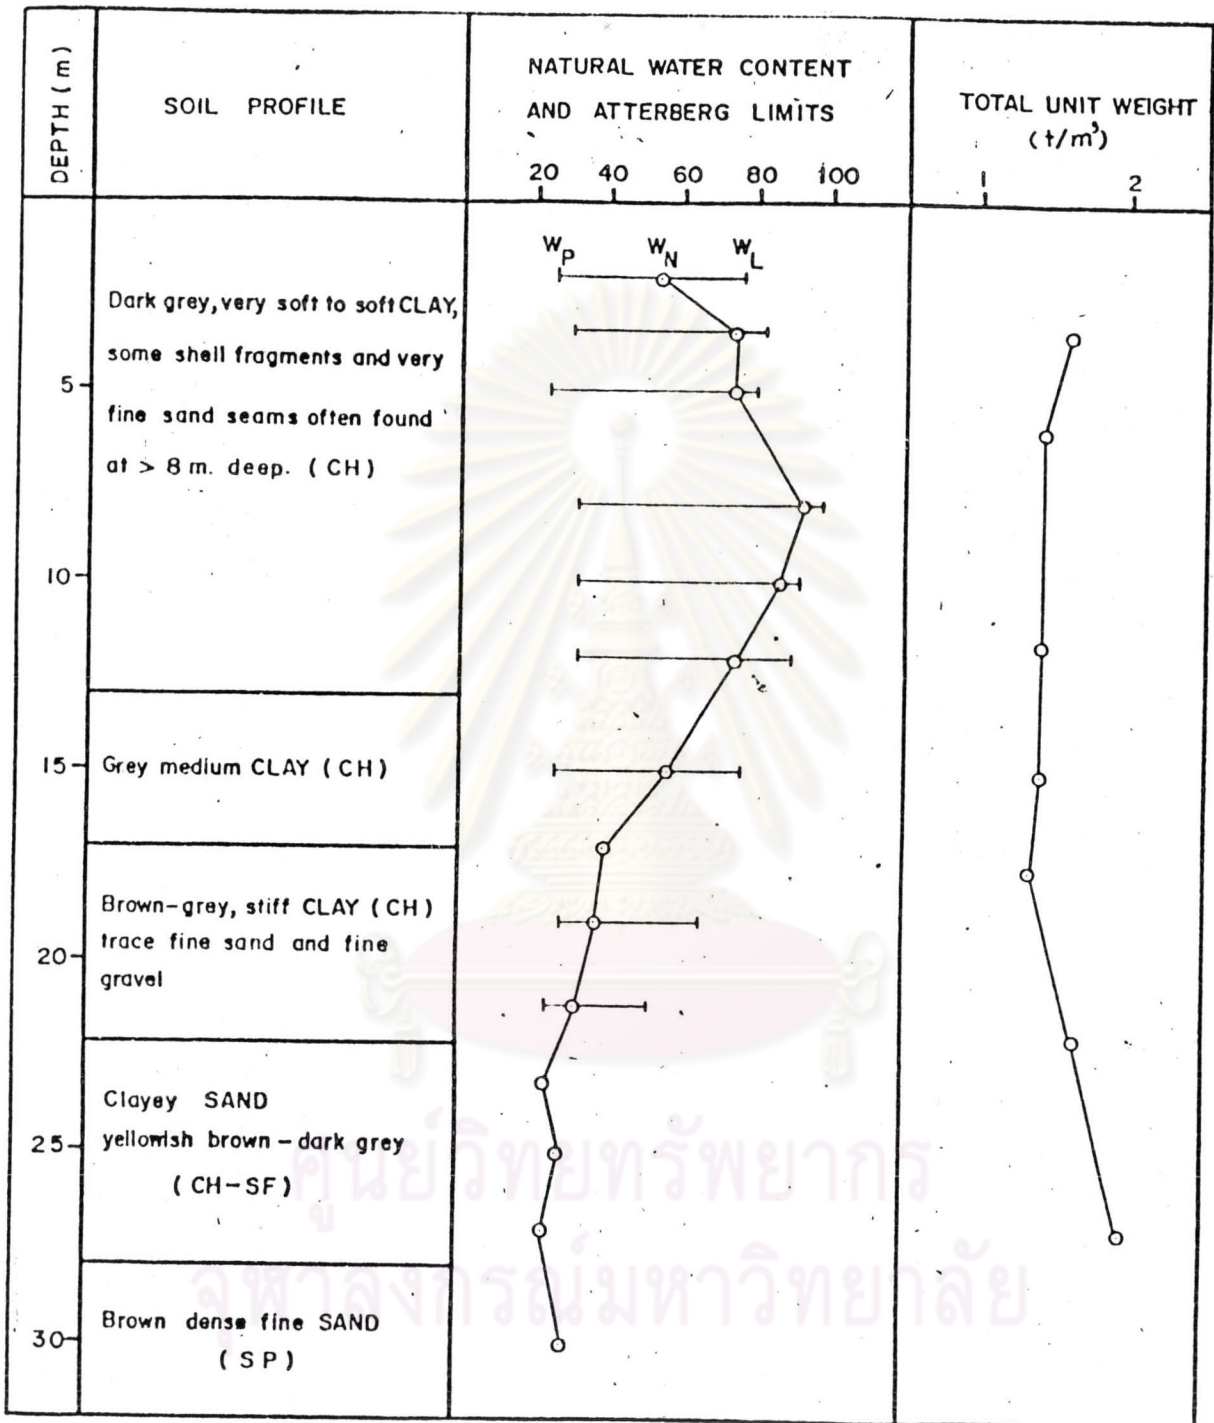 DEPTH (m)
SOIL PROFILE
NATURAL WATER CONTENT
AND ATTERBERG LIMITS
20 40 60 80 100
TOTAL UNIT WEIGHT
(t/m³)
1 2
W_P W_N W_L
Dark grey, very soft to soft CLAY,
some shell fragments and very
fine sand seams often found
at > 8 m. deep. (CH)
5
10
15
Grey medium CLAY (CH)
Brown-grey, stiff CLAY (CH)
trace fine sand and fine
gravel
20
Clayey SAND
yellowish brown – dark grey
(CH-SF)
25
Brown dense fine SAND
(SP)
30
ศูนย์วิทยทรัพยากร
จุฬาลงกรณ์มหาวิทยาลัย